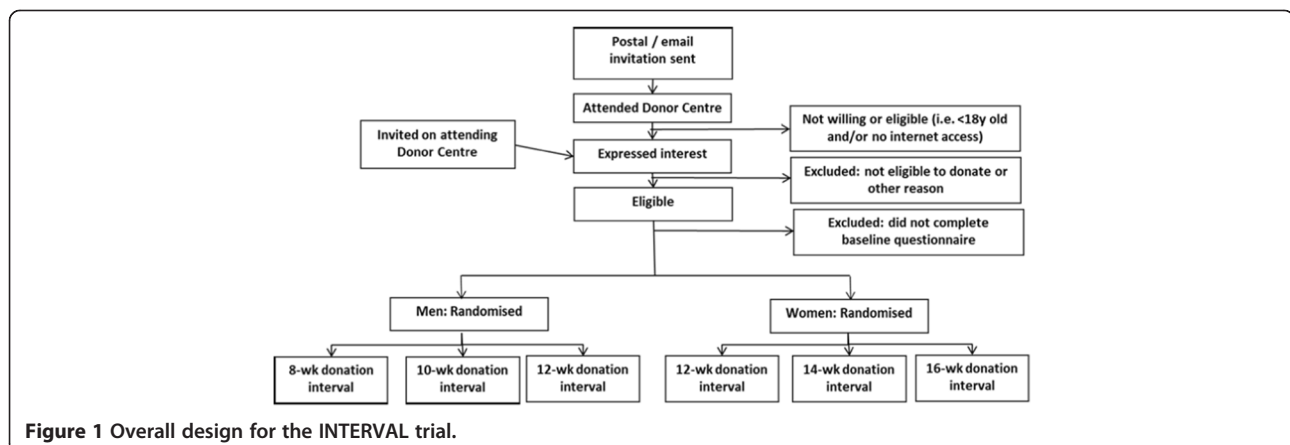 Postal / email
invitation sent
Attended Donor Centre
Not willing or eligible (i.e. <18y old
and/or no internet access)
Invited on attending
Donor Centre
Expressed interest
Excluded: not eligible to donate or
other reason
Eligible
Excluded: did not complete
baseline questionnaire
Men: Randomised
Women: Randomised
8-wk donation
interval
10-wk donation
interval
12-wk donation
interval
12-wk donation
interval
14-wk donation
interval
16-wk donation
interval
Figure 1 Overall design for the INTERVAL trial.